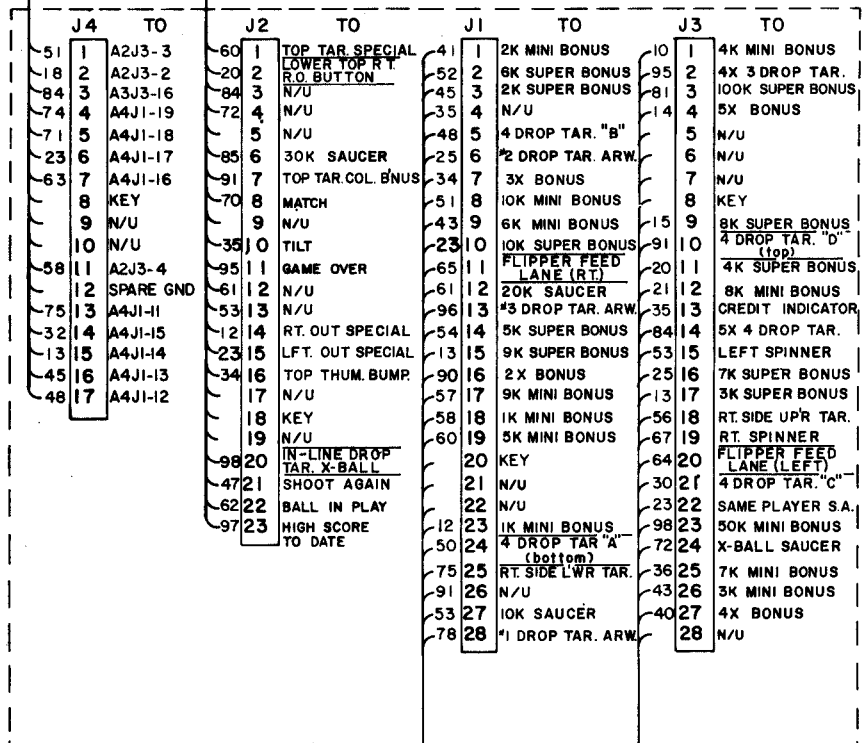 J4 TO
51 1 A2J3-3
18 2 A2J3-2
84 3 A3J3-16
74 4 A4J1-19
71 5 A4J1-18
23 6 A4J1-17
63 7 A4J1-16
8 KEY
9 N/U
10 N/U
58 11 A2J3-4
12 SPARE GND
75 13 A4J1-11
32 14 A4J1-15
13 15 A4J1-14
45 16 A4J1-13
48 17 A4J1-12
J2 TO
60 1 TOP TAR. SPECIAL
20 2 LOWER TOP RT.
R.O. BUTTON
84 3 N/U
72 4 N/U
5 N/U
85 6 30K SAUCER
91 7 TOP TAR.COL. B'NUS
70 8 MATCH
9 N/U
35 10 TILT
95 11 GAME OVER
61 12 N/U
53 13 N/U
12 14 RT. OUT SPECIAL
23 15 LFT. OUT SPECIAL
34 16 TOP THUM. BUMP.
17 N/U
18 KEY
19 N/U
98 20 IN-LINE DROP
TAR. X-BALL
47 21 SHOOT AGAIN
62 22 BALL IN PLAY
97 23 HIGH SCORE
TO DATE
J1 TO
41 1 2K MINI BONUS
52 2 6K SUPER BONUS
45 3 2K SUPER BONUS
35 4 N/U
48 5 4 DROP TAR. "B"
25 6 #2 DROP TAR. ARW.
34 7 3X BONUS
51 8 10K MINI BONUS
43 9 6K MINI BONUS
23 10 10K SUPER BONUS
65 11 FLIPPER FEED
LANE (RT.)
61 12 20K SAUCER
96 13 #3 DROP TAR. ARW.
54 14 5K SUPER BONUS
13 15 9K SUPER BONUS
90 16 2X BONUS
57 17 9K MINI BONUS
58 18 1K MINI BONUS
60 19 5K MINI BONUS
20 KEY
21 N/U
22 N/U
12 23 1K MINI BONUS
50 24 4 DROP TAR "A"
(bottom)
75 25 RT. SIDE L'WR TAR.
91 26 N/U
53 27 10K SAUCER
78 28 #1 DROP TAR. ARW.
J3 TO
10 1 4K MINI BONUS
95 2 4X 3 DROP TAR.
81 3 100K SUPER BONUS
14 4 5X BONUS
5 N/U
6 N/U
7 N/U
8 KEY
15 9 8K SUPER BONUS
91 10 4 DROP TAR. "D"
(top)
20 11 4K SUPER BONUS
21 12 8K MINI BONUS
35 13 CREDIT INDICATOR
84 14 5X 4 DROP TAR.
53 15 LEFT SPINNER
25 16 7K SUPER BONUS
13 17 3K SUPER BONUS
56 18 RT. SIDE UP'R TAR.
67 19 RT. SPINNER
64 20 FLIPPER FEED
LANE (LEFT)
30 21 4 DROP TAR. "C"
23 22 SAME PLAYER S.A.
98 23 50K MINI BONUS
72 24 X-BALL SAUCER
36 25 7K MINI BONUS
43 26 3K MINI BONUS
40 27 4X BONUS
28 N/U